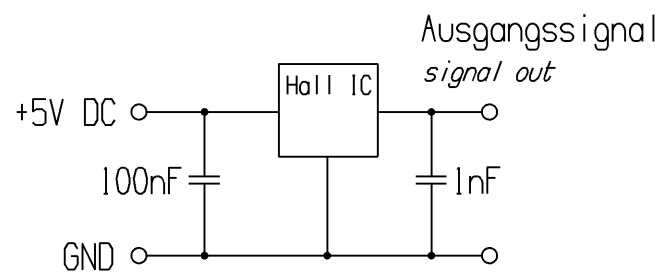 Ausgangssignal
signal out
Hall IC
+5V DC
100nF
1nF
GND